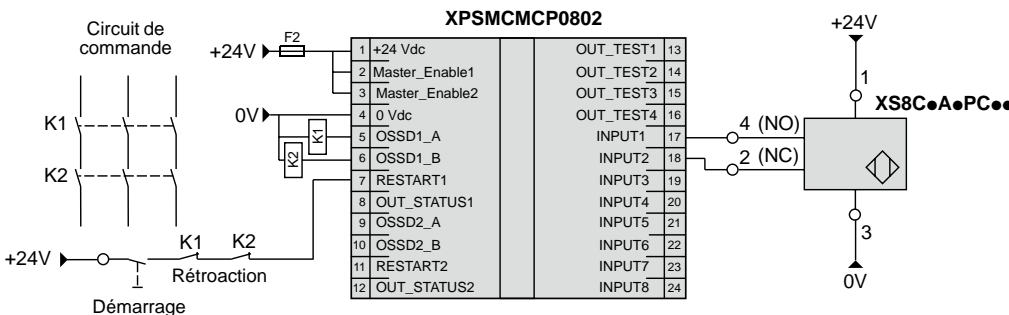 XPSMCMCP0802
Circuit de
commande
K1
K2
+24V
F2
0V
K1
K2
1 +24 Vdc
2 Master_Enable1
3 Master_Enable2
4 0 Vdc
5 OSSD1_A
6 OSSD1_B
7 RESTART1
8 OUT_STATUS1
9 OSSD2_A
10 OSSD2_B
11 RESTART2
12 OUT_STATUS2
OUT_TEST1 13
OUT_TEST2 14
OUT_TEST3 15
OUT_TEST4 16
INPUT1 17
INPUT2 18
INPUT3 19
INPUT4 20
INPUT5 21
INPUT6 22
INPUT7 23
INPUT8 24
+24V
1
XS8C●A●PC●●
4 (NO)
2 (NC)
3
0V
+24V
K1
K2
Rétroaction
Démarrage